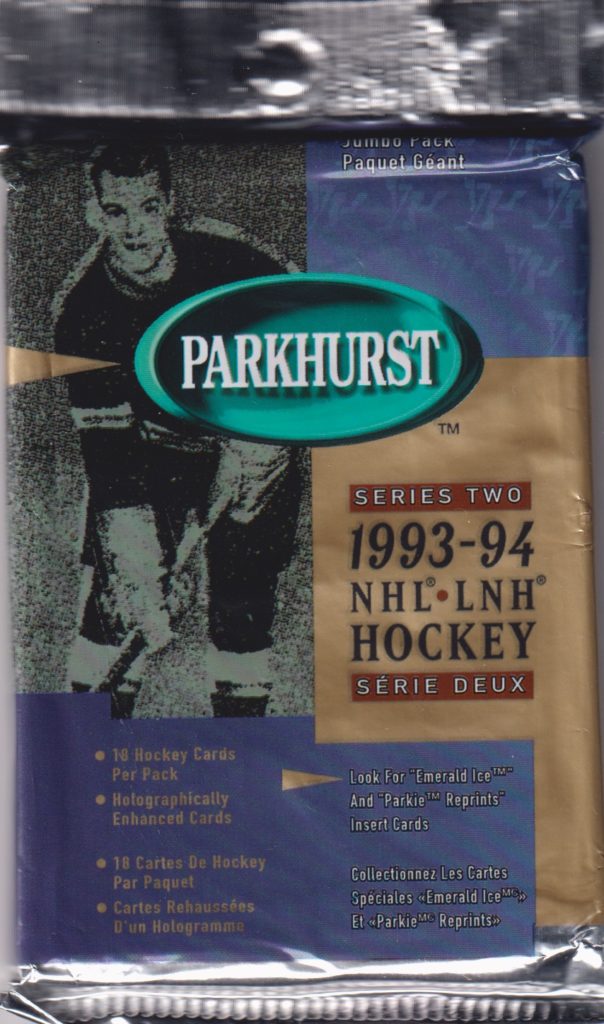 Jumbo Pack
Paquet Géant
PARKHURST
TM
SERIES TWO
1993-94
NHL®•LNH®
HOCKEY
SÉRIE DEUX
• 18 Hockey Cards
Per Pack
• Holographically
Enhanced Cards
• 18 Cartes De Hockey
Par Paquet
• Cartes Rehaussées
D'un Hologramme
Look For "Emerald Ice™"
And "Parkie™ Reprints"
Insert Cards
Collectionnez Les Cartes
Spéciales «Emerald Iceᴹᶜ»
Et «Parkieᴹᶜ Reprints»